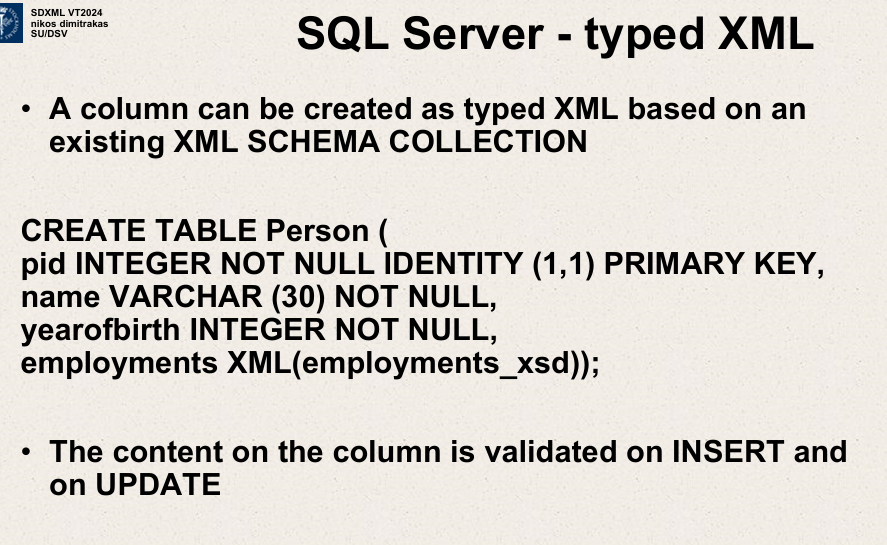 SDXML VT2024
nikos dimitrakas
SU/DSV
SQL Server - typed XML
• A column can be created as typed XML based on an
existing XML SCHEMA COLLECTION
CREATE TABLE Person (
pid INTEGER NOT NULL IDENTITY (1,1) PRIMARY KEY,
name VARCHAR (30) NOT NULL,
yearofbirth INTEGER NOT NULL,
employments XML(employments_xsd));
• The content on the column is validated on INSERT and
on UPDATE